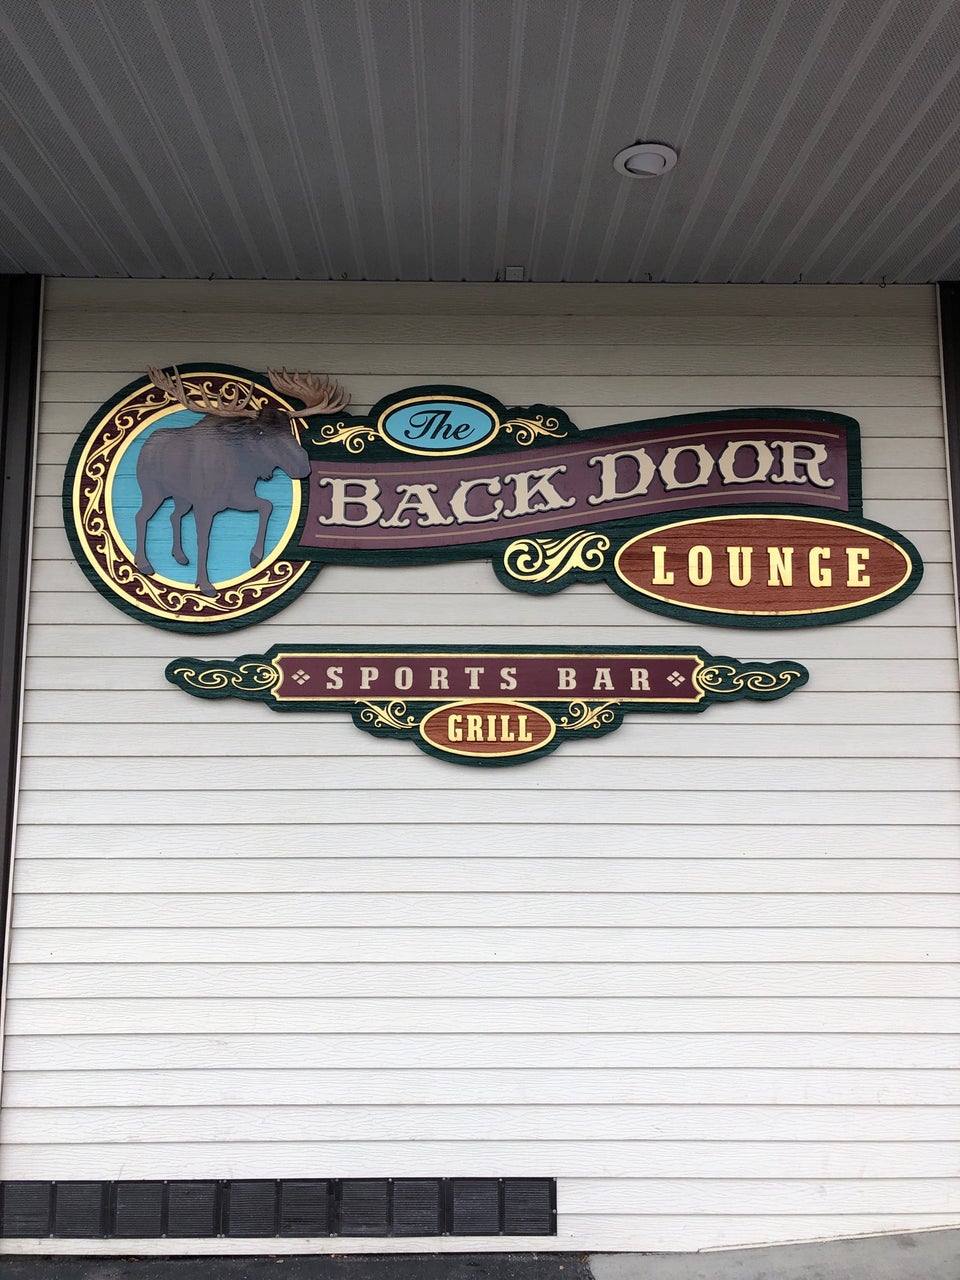 The
BACK DOOR
LOUNGE
SPORTS BAR
GRILL